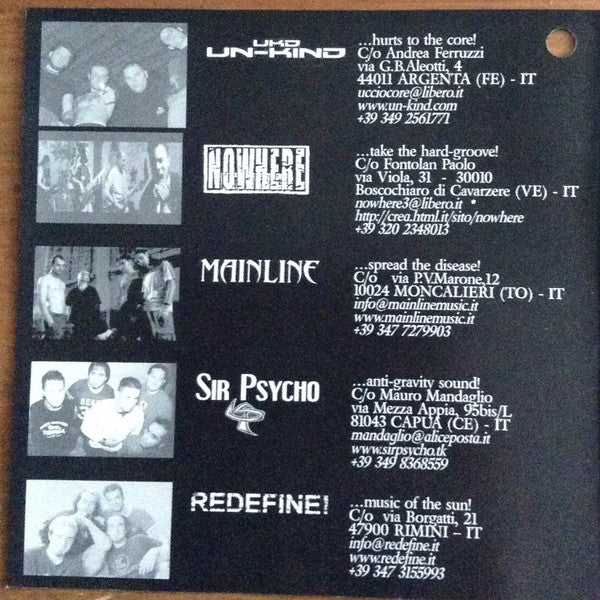 UKD
UN-KIND
...hurts to the core!
C/o Andrea Ferruzzi
via G.B.Aleotti, 4
44011 ARGENTA (FE) - IT
ucciocore@libero.it
www.un-kind.com
+39 349 2561771
NOWHERE
...take the hard-groove!
C/o Fontolan Paolo
via Viola, 31 - 30010
Boscochiaro di Cavarzere (VE) - IT
nowhere3@libero.it *
http://crea.html.it/sito/nowhere
+39 320 2348013
MAINLINE
...spread the disease!
C/o via P.V.Marone,12
10024 MONCALIERI (TO) - IT
info@mainlinemusic.it
www.mainlinemusic.it
+39 347 7279903
SIR PSYCHO
...anti-gravity sound!
C/o Mauro Mandaglio
via Mezza Appia, 95bis/L
81043 CAPUA (CE) - IT
mandaglio@aliceposta.it
www.sirpsycho.tk
+39 349 8368559
REDEFINE!
...music of the sun!
C/o via Borgatti, 21
47900 RIMINI - IT
info@redefine.it
www.redefine.it
+39 347 3155993